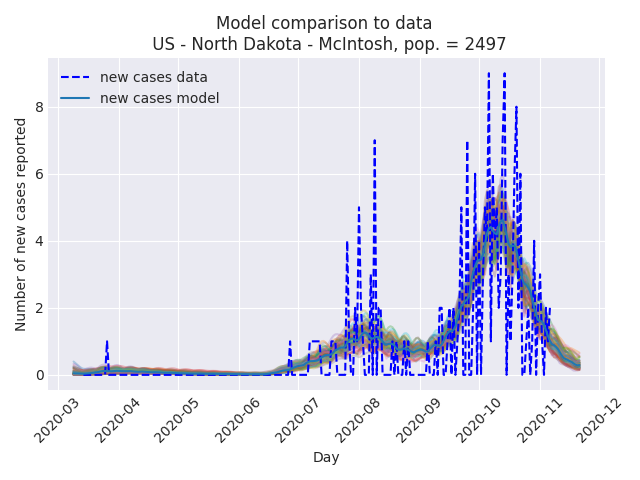 Model comparison to data
US - North Dakota - McIntosh, pop. = 2497
new cases data
new cases model
Number of new cases reported
8
6
4
2
0
2020-03
2020-04
2020-05
2020-06
2020-07
2020-08
2020-09
2020-10
2020-11
2020-12
Day